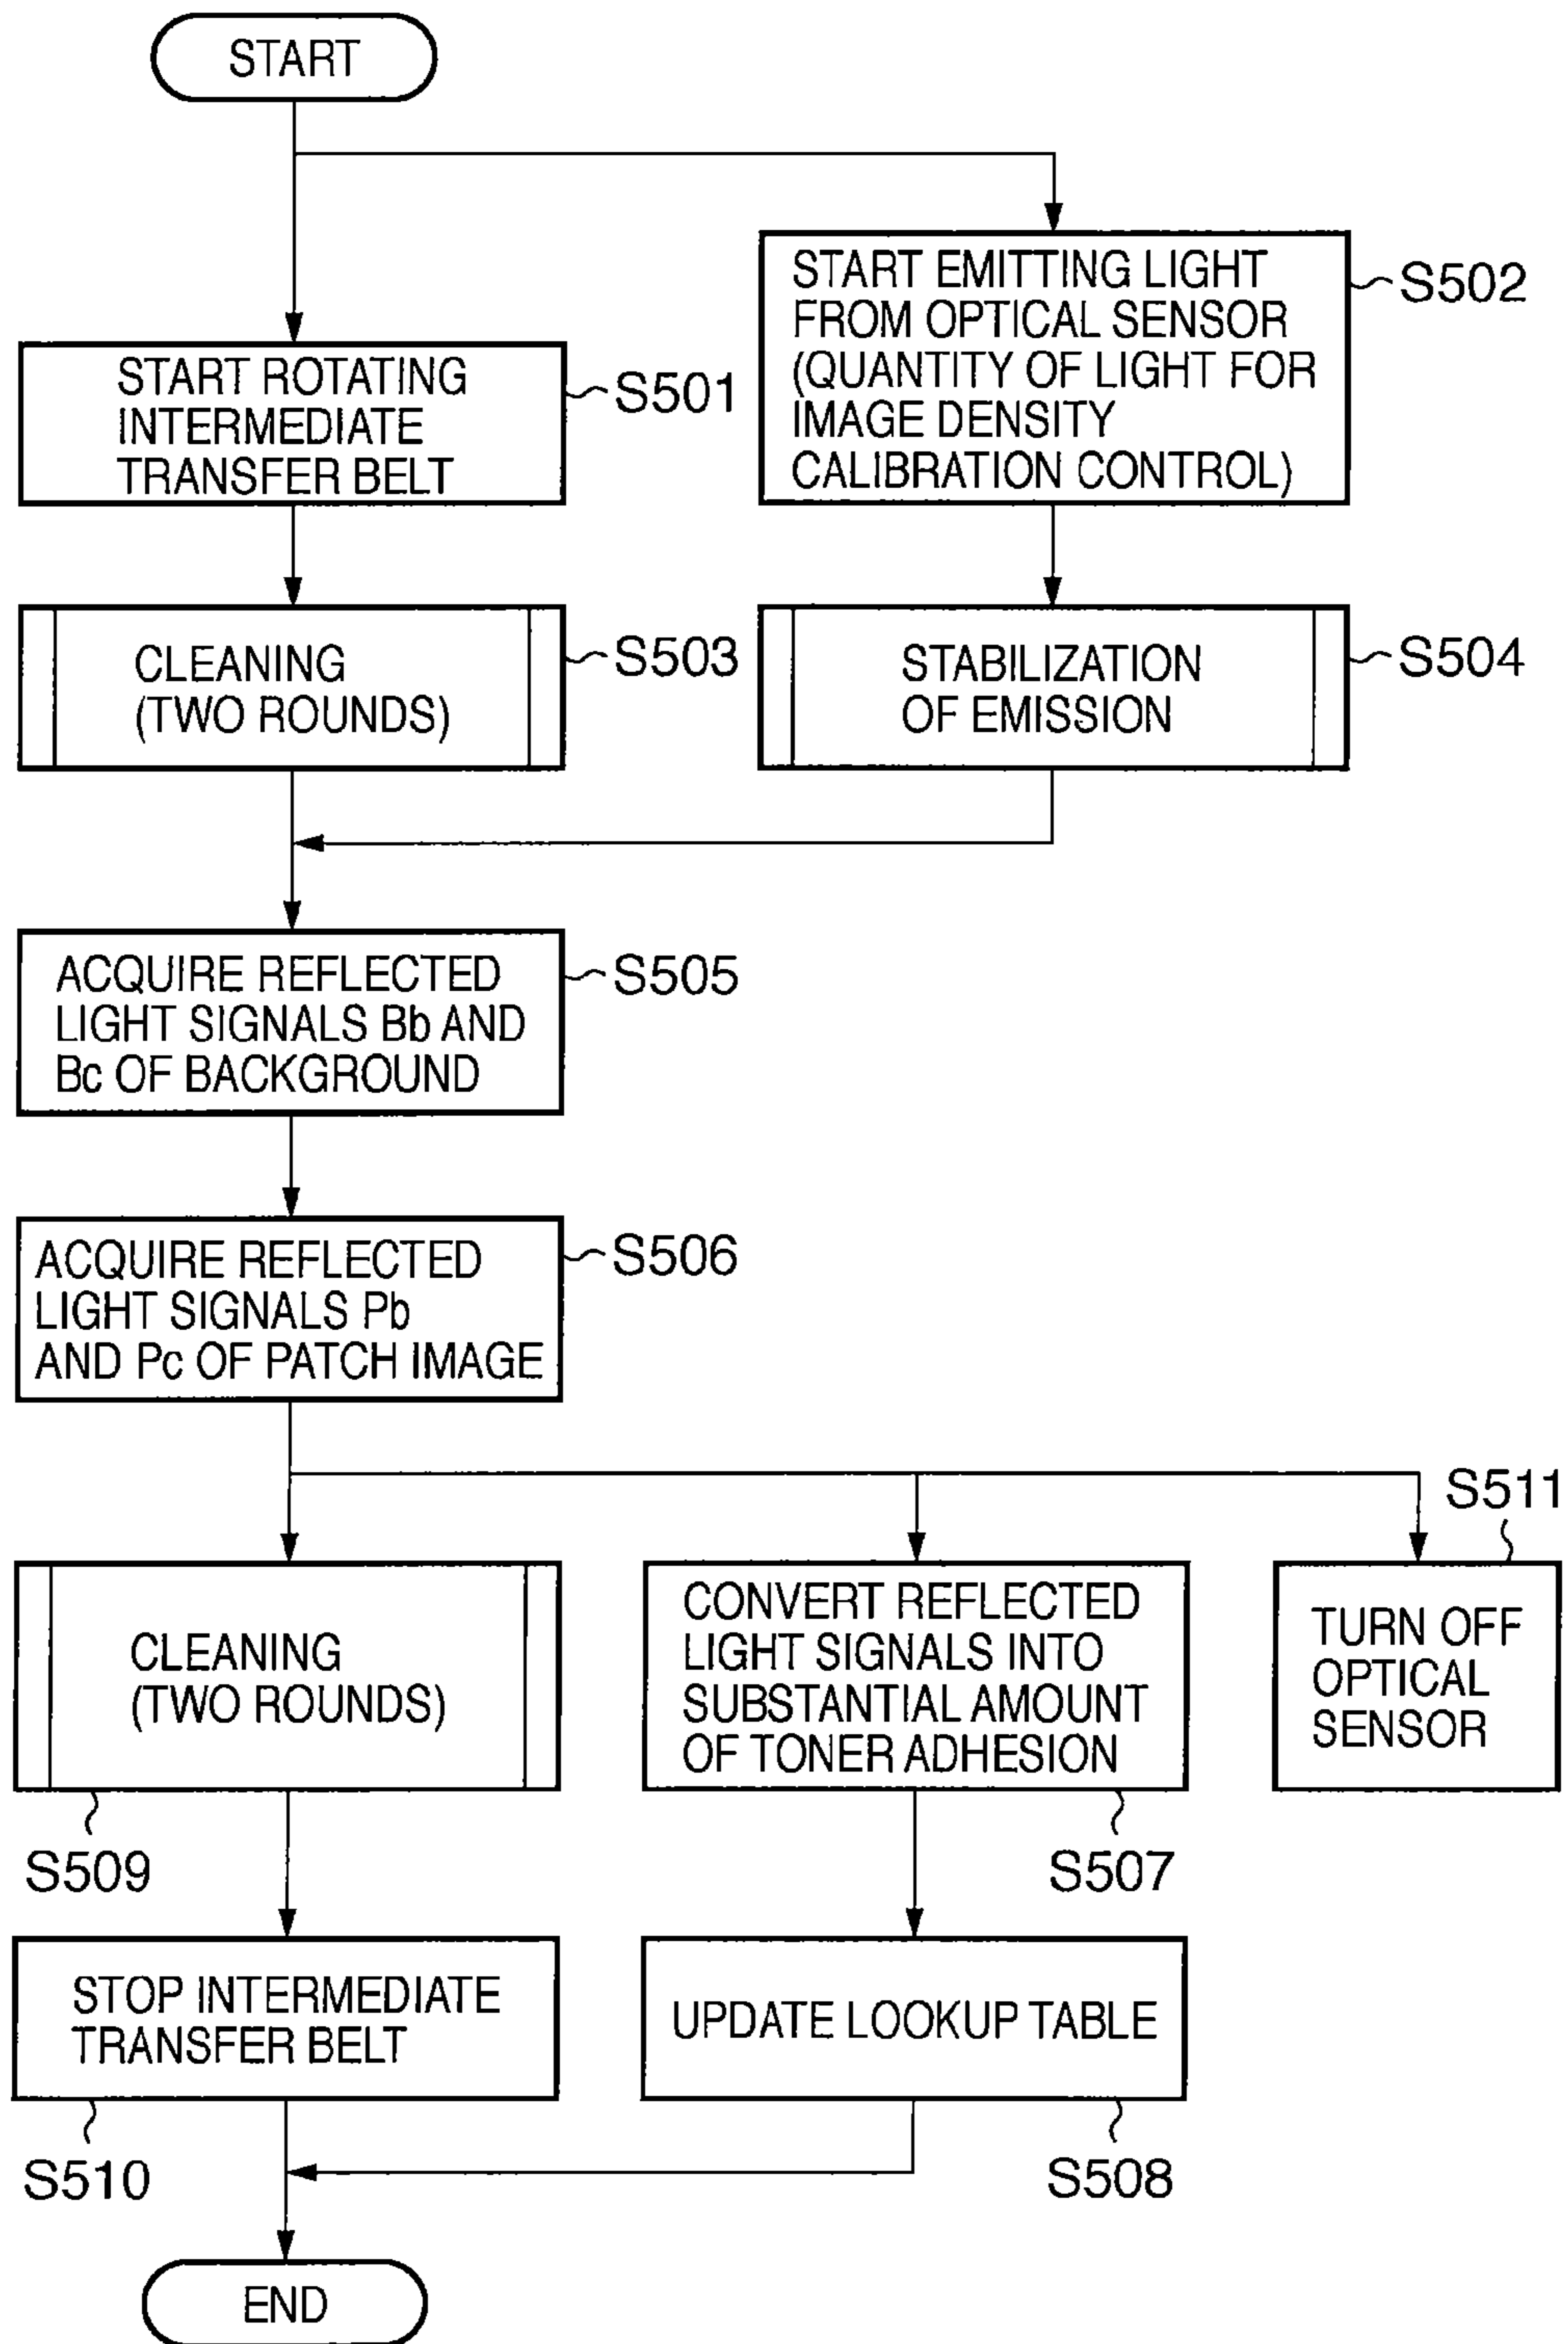 START
START EMITTING LIGHT
FROM OPTICAL SENSOR
(QUANTITY OF LIGHT FOR
IMAGE DENSITY
CALIBRATION CONTROL)
S502
START ROTATING
INTERMEDIATE
TRANSFER BELT
S501
CLEANING
(TWO ROUNDS)
S503
STABILIZATION
OF EMISSION
S504
ACQUIRE REFLECTED
LIGHT SIGNALS Bb AND
Bc OF BACKGROUND
S505
ACQUIRE REFLECTED
LIGHT SIGNALS Pb
AND Pc OF PATCH IMAGE
S506
CLEANING
(TWO ROUNDS)
S509
CONVERT REFLECTED
LIGHT SIGNALS INTO
SUBSTANTIAL AMOUNT
OF TONER ADHESION
S507
S511
TURN OFF
OPTICAL
SENSOR
STOP INTERMEDIATE
TRANSFER BELT
S510
UPDATE LOOKUP TABLE
S508
END